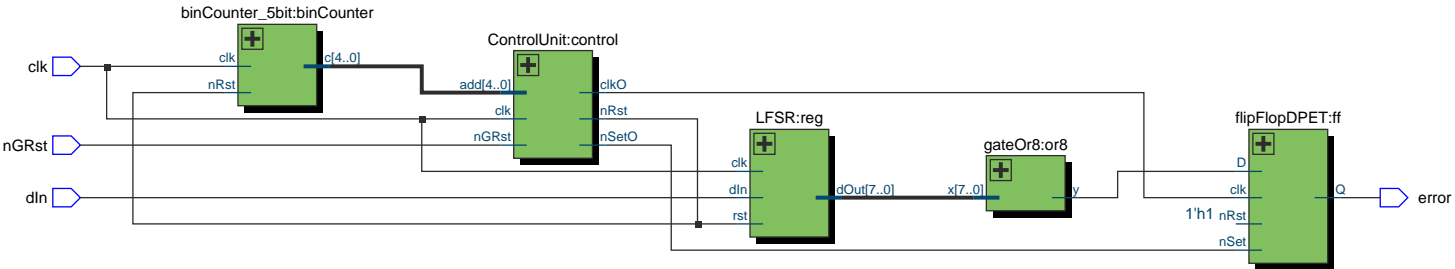 binCounter_5bit:binCounter
clk
clk
nRst
c[4..0]
ControlUnit:control
add[4..0]
clk
nGRst
clkO
nRst
nSetO
nGRst
dIn
LFSR:reg
clk
dIn
rst
dOut[7..0]
gateOr8:or8
x[7..0]
y
flipFlopDPET:ff
D
clk
1'h1 nRst
nSet
Q
error